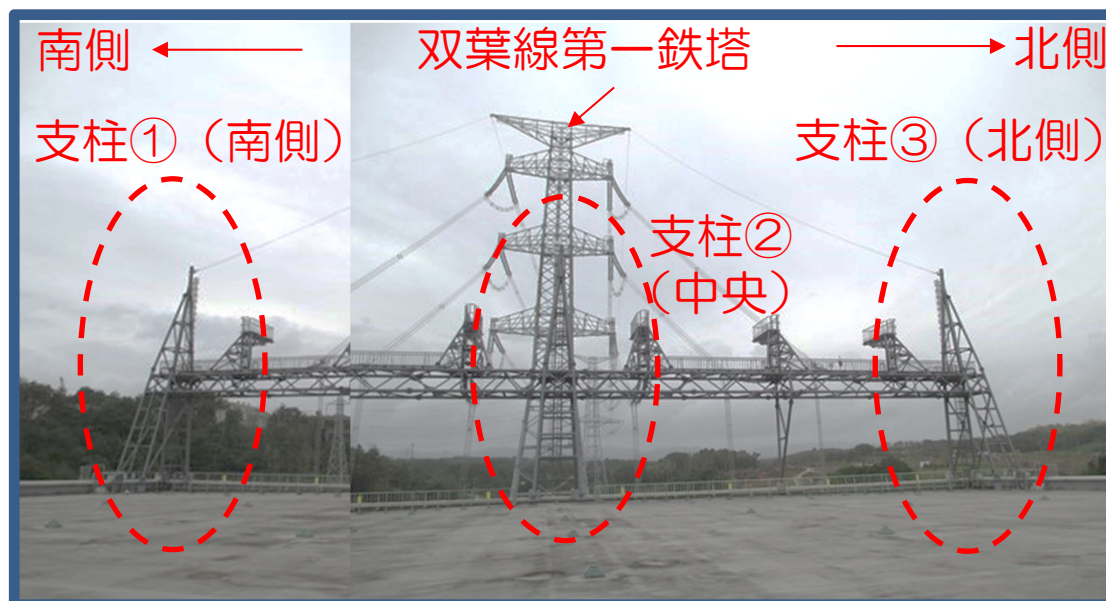 南側
双葉線第一鉄塔
北側
支柱①（南側）
支柱③（北側）
支柱②
（中央）